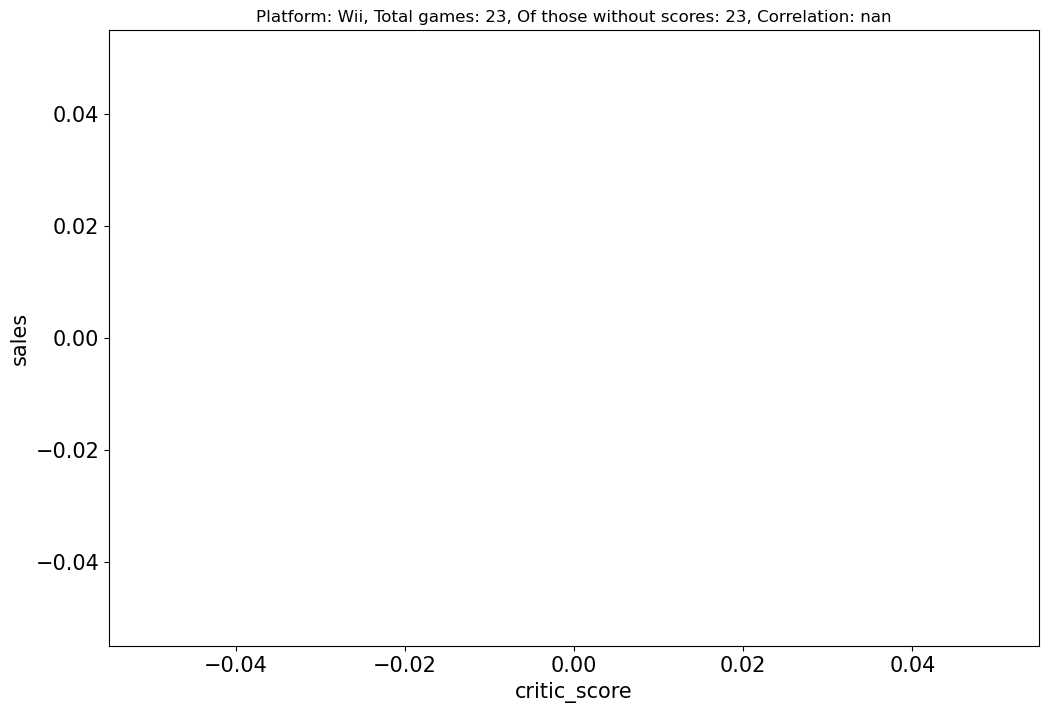 Platform: Wii, Total games: 23, Of those without scores: 23, Correlation: nan
0.04
0.02
0.00
−0.02
−0.04
sales
−0.04 −0.02 0.00 0.02 0.04
critic_score